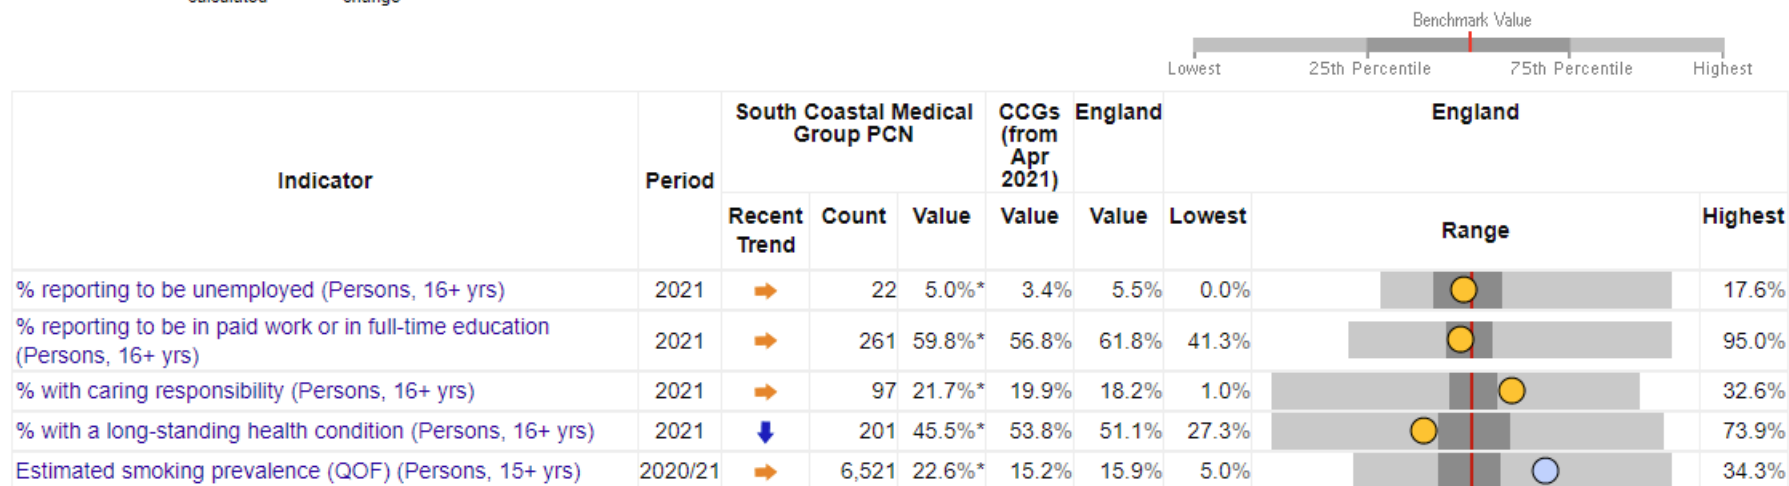 calculated change
Benchmark Value
Lowest 25th Percentile 75th Percentile Highest
Indicator
Period
South Coastal Medical
Group PCN
CCGs
(from
Apr
2021)
England
England
Recent
Trend
Count
Value
Value
Value
Lowest
Range
Highest
% reporting to be unemployed (Persons, 16+ yrs) 2021 22 5.0%* 3.4% 5.5% 0.0% 17.6%
% reporting to be in paid work or in full-time education
(Persons, 16+ yrs) 2021 261 59.8%* 56.8% 61.8% 41.3% 95.0%
% with caring responsibility (Persons, 16+ yrs) 2021 97 21.7%* 19.9% 18.2% 1.0% 32.6%
% with a long-standing health condition (Persons, 16+ yrs) 2021 201 45.5%* 53.8% 51.1% 27.3% 73.9%
Estimated smoking prevalence (QOF) (Persons, 15+ yrs) 2020/21 6,521 22.6%* 15.2% 15.9% 5.0% 34.3%